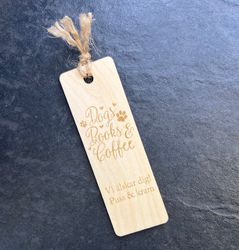 Dogs
Books &
Coffee
Vi älskar dig!
Puss & kram